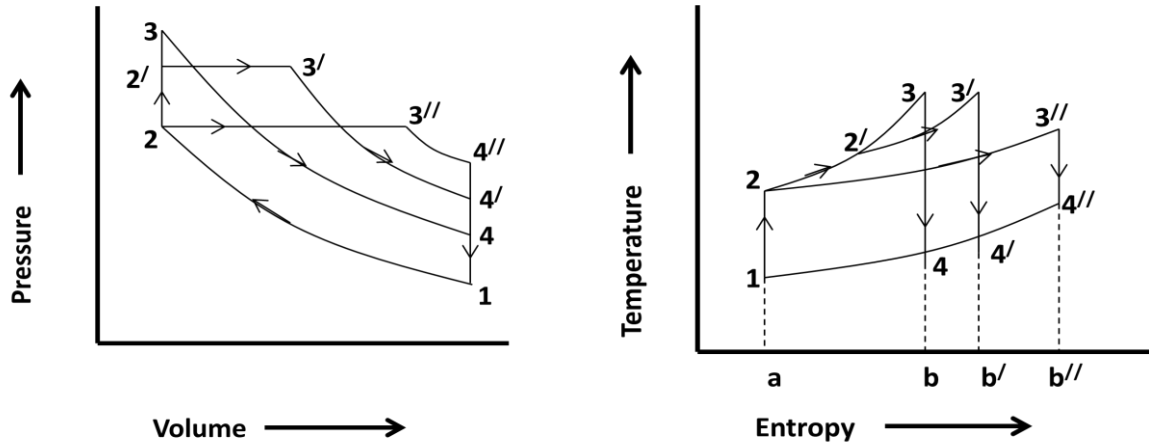 3
2/
3/
3//
2
4//
4/
4
1
Pressure
Volume
3
3/
3//
2/
2
4//
4/
4
1
Temperature
a
b
b/
b//
Entropy